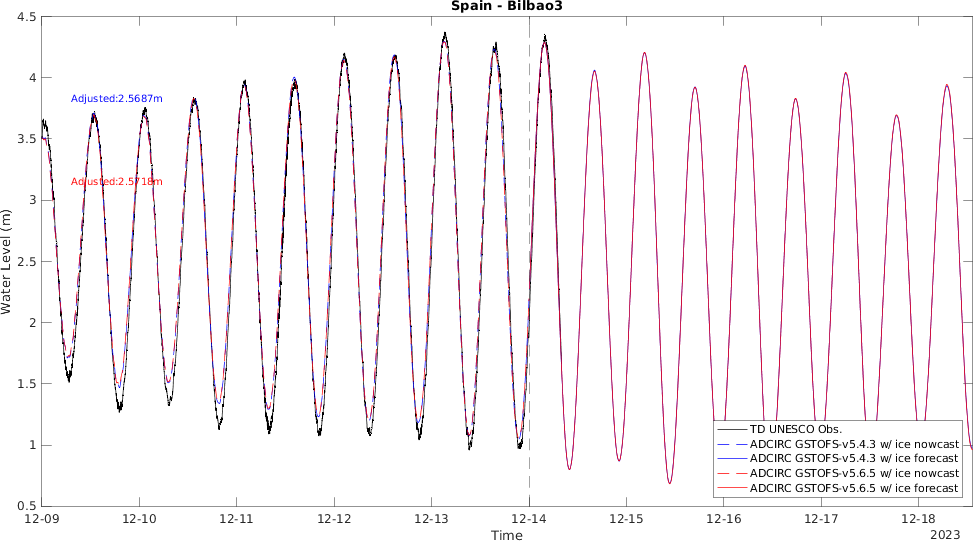 Spain - Bilbao3
4.5
4
3.5
3
2.5
2
1.5
1
0.5
Water Level (m)
Adjusted:2.5687m
Adjusted:2.5718m
TD UNESCO Obs.
ADCIRC GSTOFS-v5.4.3 w/ ice nowcast
ADCIRC GSTOFS-v5.4.3 w/ ice forecast
ADCIRC GSTOFS-v5.6.5 w/ ice nowcast
ADCIRC GSTOFS-v5.6.5 w/ ice forecast
12-09 12-10 12-11 12-12 12-13 12-14 12-15 12-16 12-17 12-18
Time
2023